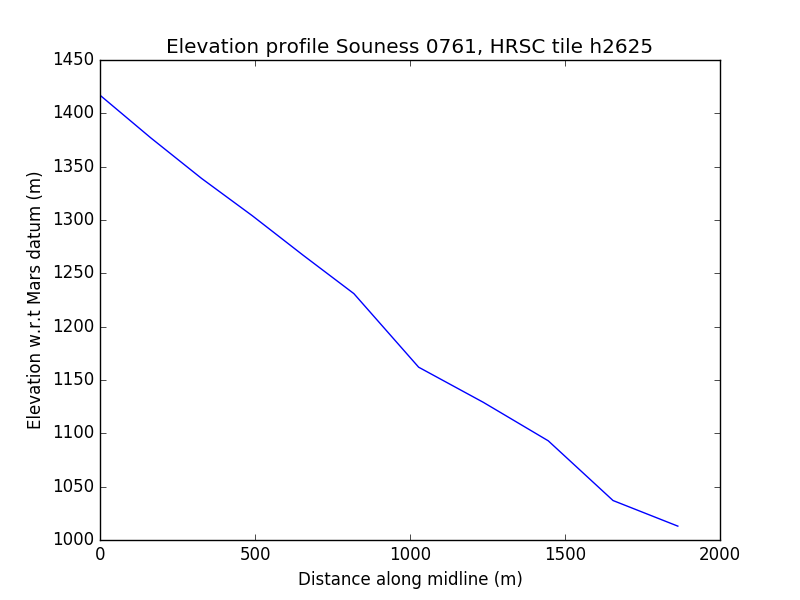 Elevation profile Souness 0761, HRSC tile h2625
1450
1400
1350
1300
1250
1200
1150
1100
1050
1000
Elevation w.r.t Mars datum (m)
0 500 1000 1500 2000
Distance along midline (m)